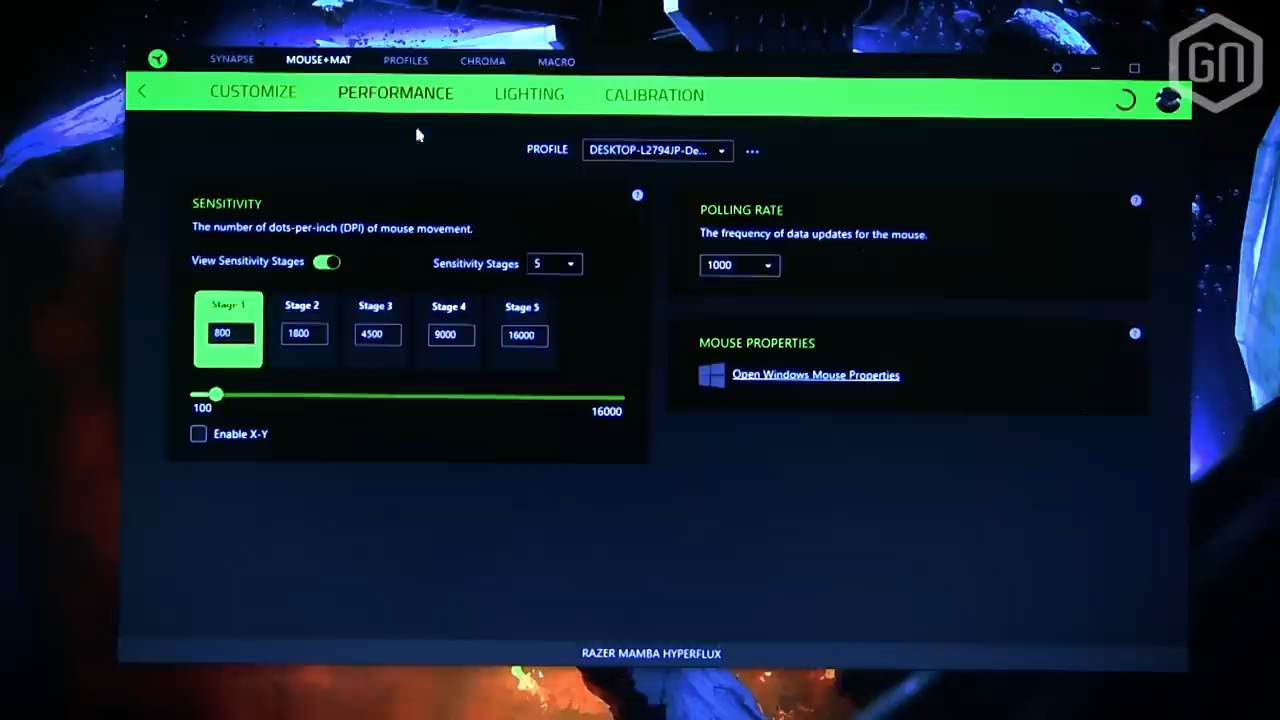 GN
SYNAPSE MOUSE+MAT PROFILES CHROMA MACRO
CUSTOMIZE PERFORMANCE LIGHTING CALIBRATION
PROFILE DESKTOP-L2794JP-De...
SENSITIVITY
The number of dots-per-inch (DPI) of mouse movement.
View Sensitivity Stages Sensitivity Stages 5
Stage 1 Stage 2 Stage 3 Stage 4 Stage 5
800 1800 4500 9000 16000
100 16000
Enable X-Y
POLLING RATE
The frequency of data updates for the mouse.
1000
MOUSE PROPERTIES
Open Windows Mouse Properties
RAZER MAMBA HYPERFLUX